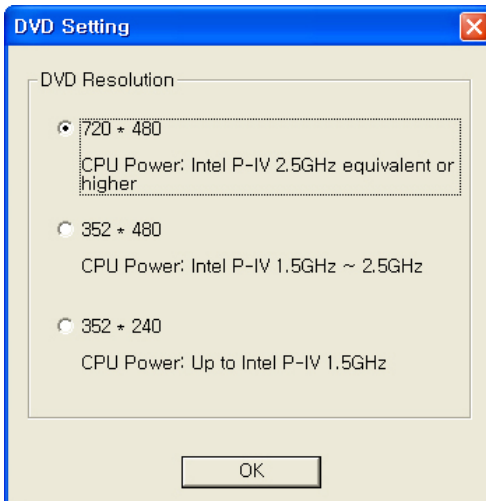 DVD Setting
DVD Resolution
720 * 480
CPU Power: Intel P-IV 2.5GHz equivalent or
higher
352 * 480
CPU Power: Intel P-IV 1.5GHz ~ 2.5GHz
352 * 240
CPU Power: Up to Intel P-IV 1.5GHz
OK